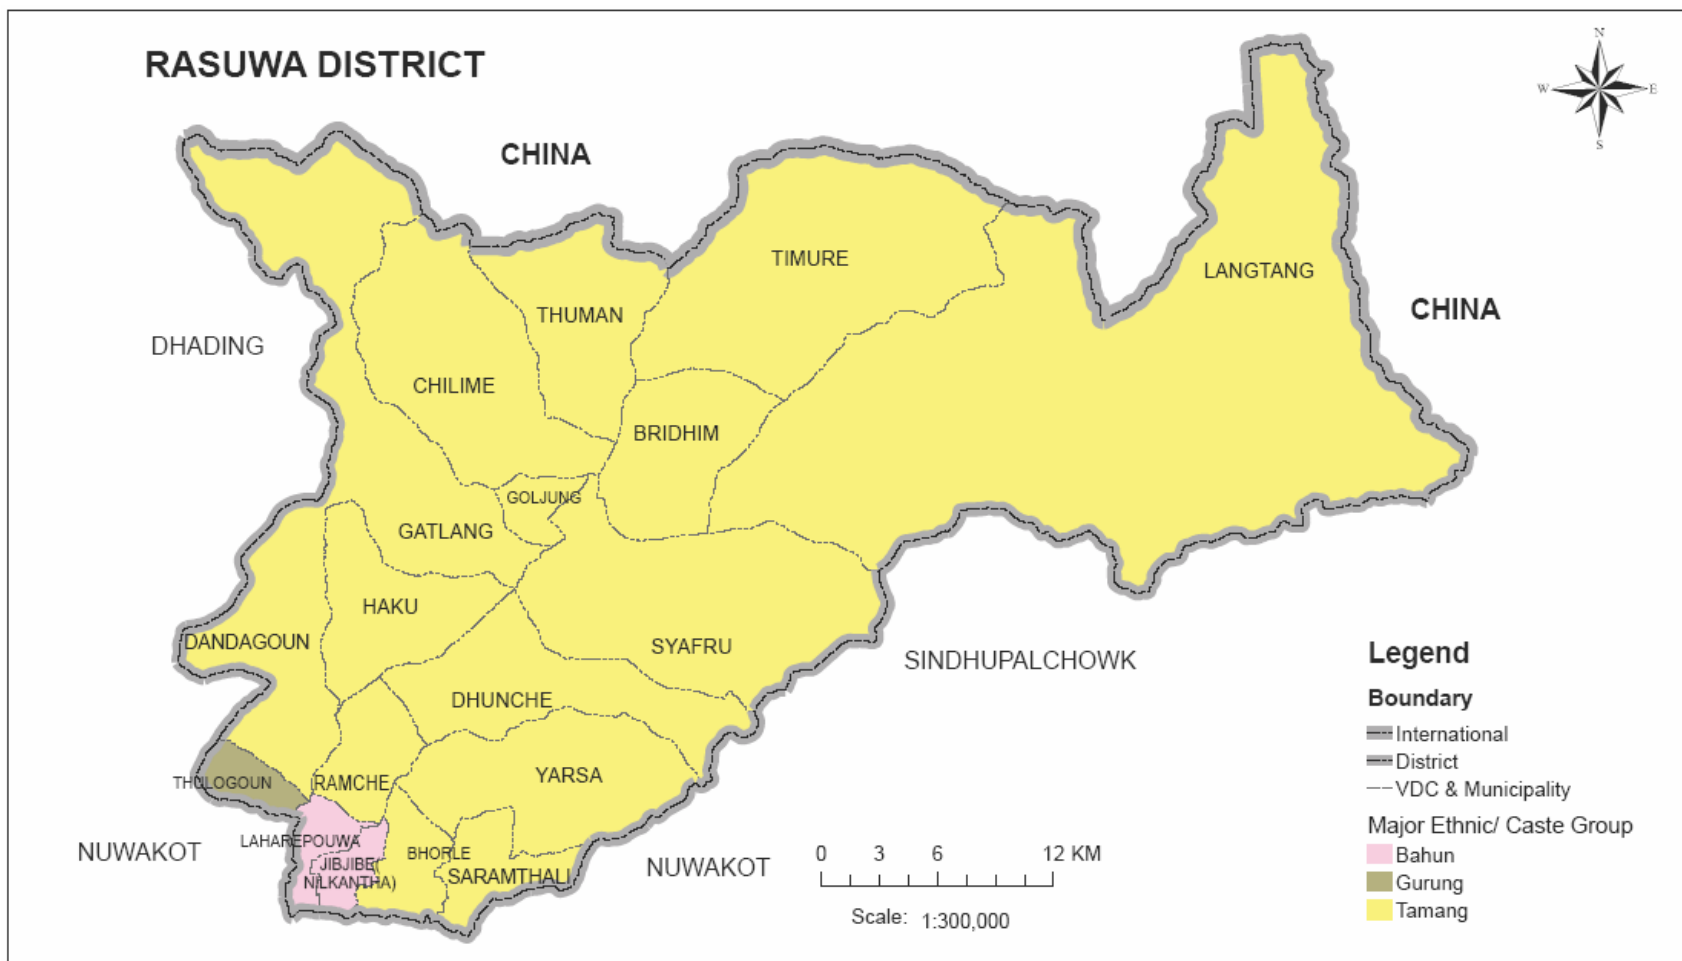 RASUWA DISTRICT
N
W
E
S
CHINA
TIMURE
LANGTANG
THUMAN
CHINA
DHADING
CHILIME
BRIDHIM
GOLJUNG
GATLANG
HAKU
DANDAGOUN
SYAFRU
SINDHUPALCHOWK
DHUNCHE
THULOGOUN
RAMCHE
YARSA
LAHAREPOUWA
NUWAKOT
JIBJIBE
NILKANTHA)
BHORLE
SARAMTHALI
NUWAKOT
0 3 6 12 KM
Scale: 1:300,000
Legend
Boundary
International
District
VDC & Municipality
Major Ethnic/ Caste Group
Bahun
Gurung
Tamang